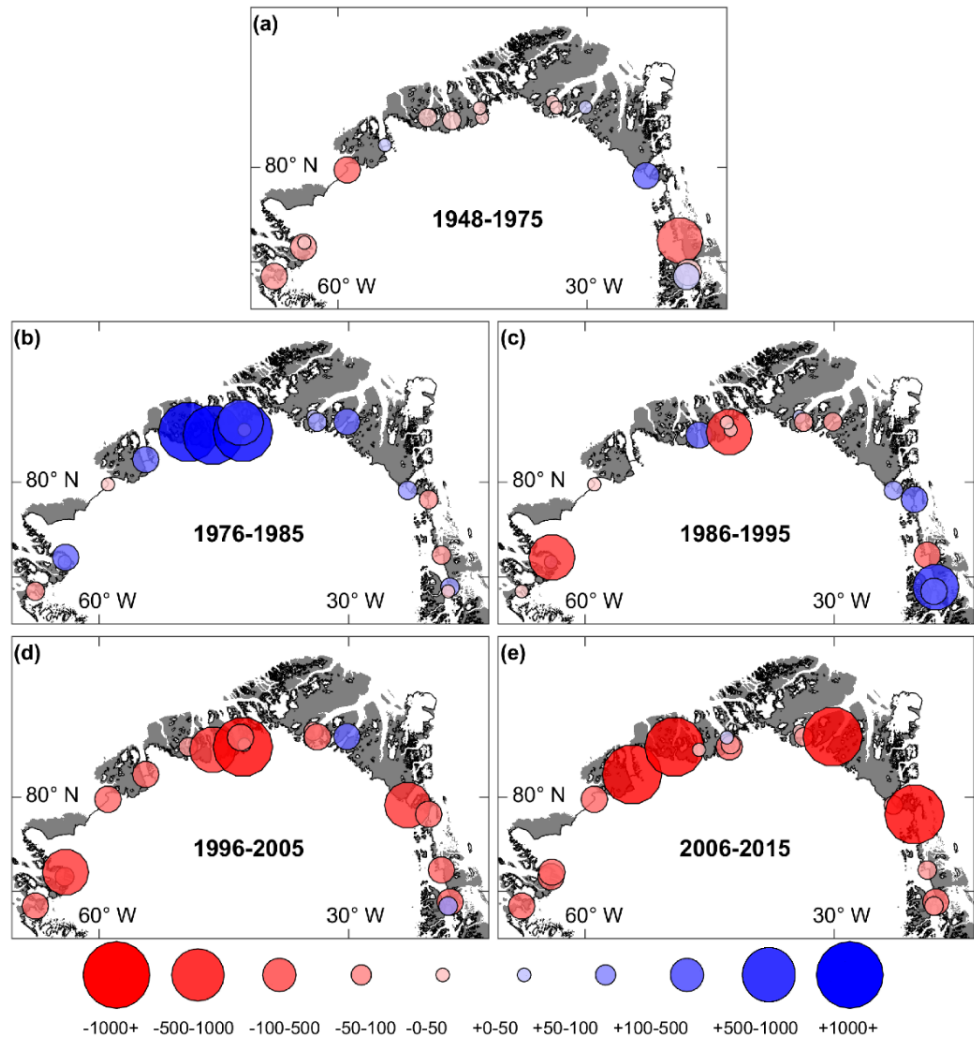 (a)
80° N
1948-1975
60° W 30° W
(b) (c)
80° N 80° N
1976-1985 1986-1995
60° W 30° W 60° W 30° W
(d) (e)
80° N 80° N
1996-2005 2006-2015
60° W 30° W 60° W 30° W
-1000+ -500-1000 -100-500 -50-100 -0-50 +0-50 +50-100 +100-500 +500-1000 +1000+